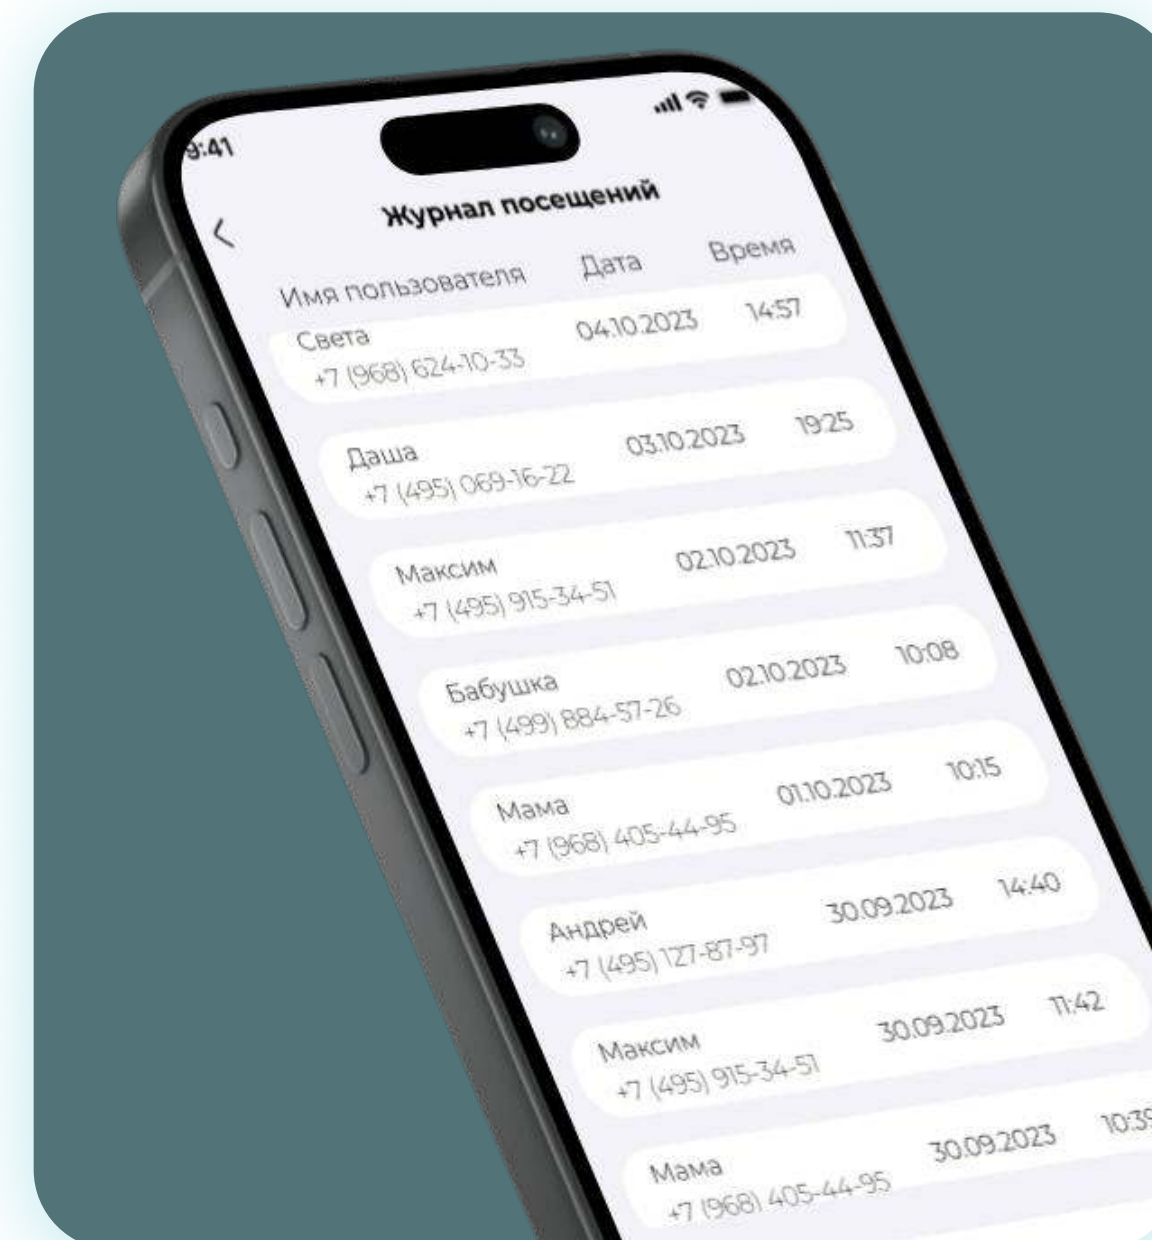 9:41
Журнал посещений
Имя пользователя Дата Время
Света 04.10.2023 14:57
+7 (968) 624-10-33
Даша 03.10.2023 19:25
+7 (495) 069-16-22
Максим 02.10.2023 11:37
+7 (495) 915-34-51
Бабушка 02.10.2023 10:08
+7 (499) 884-57-26
Мама 01.10.2023 10:15
+7 (968) 405-44-95
Андрей 30.09.2023 14:40
+7 (495) 127-87-97
Максим 30.09.2023 11:42
+7 (495) 915-34-51
Мама 30.09.2023 10:39
+7 (968) 405-44-95